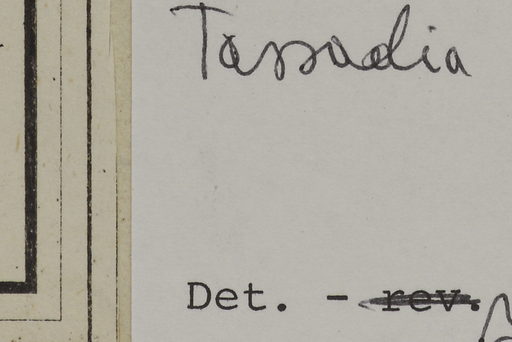 Tassadia
Det. - rev.